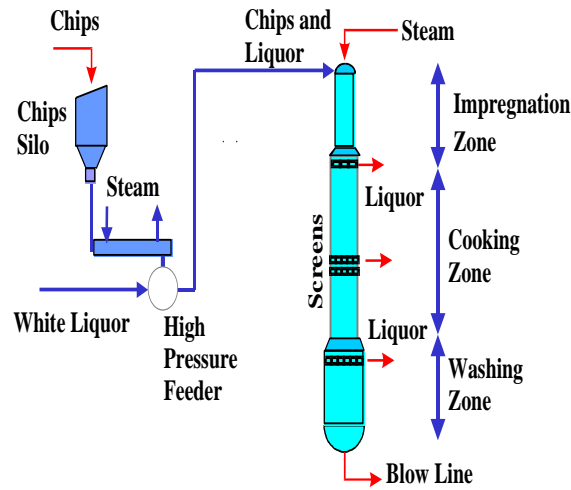 Chips
Chips
Silo
Steam
White Liquor
High
Pressure
Feeder
Chips and
Liquor
Steam
Impregnation
Zone
Liquor
Screens
Cooking
Zone
Liquor
Washing
Zone
Blow Line